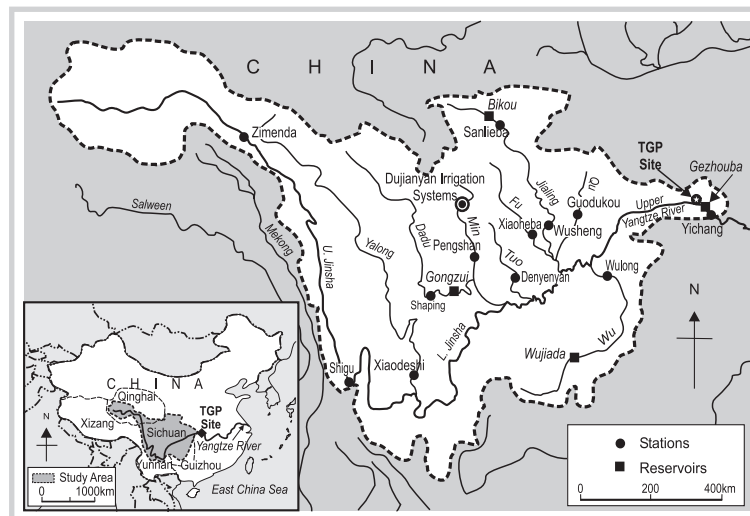 C H I N A
Bikou
Sanlieba
Zimenda
TGP
Site
Gezhouba
Dujianyan Irrigation
Systems
Salween
Mekong
U. Jinsha
Yalong
Dadu
Min
Fu
Jialing
Qu
Guodukou
Xiaoheba
Wusheng
Upper
Yangtze River
Yichang
Pengshan
Tuo
Gongzui
Denyenyan
Shaping
Wulong
L. Jinsha
Wujiada
Wu
Shigu
Xiaodeshi
N
Stations
Reservoirs
0 200 400km
C H I N A
Qinghai
TGP
Site
Xizang
Sichuan
Yangtze River
N
Yunnan
Guizhou
Study Area
0 1000km
East China Sea